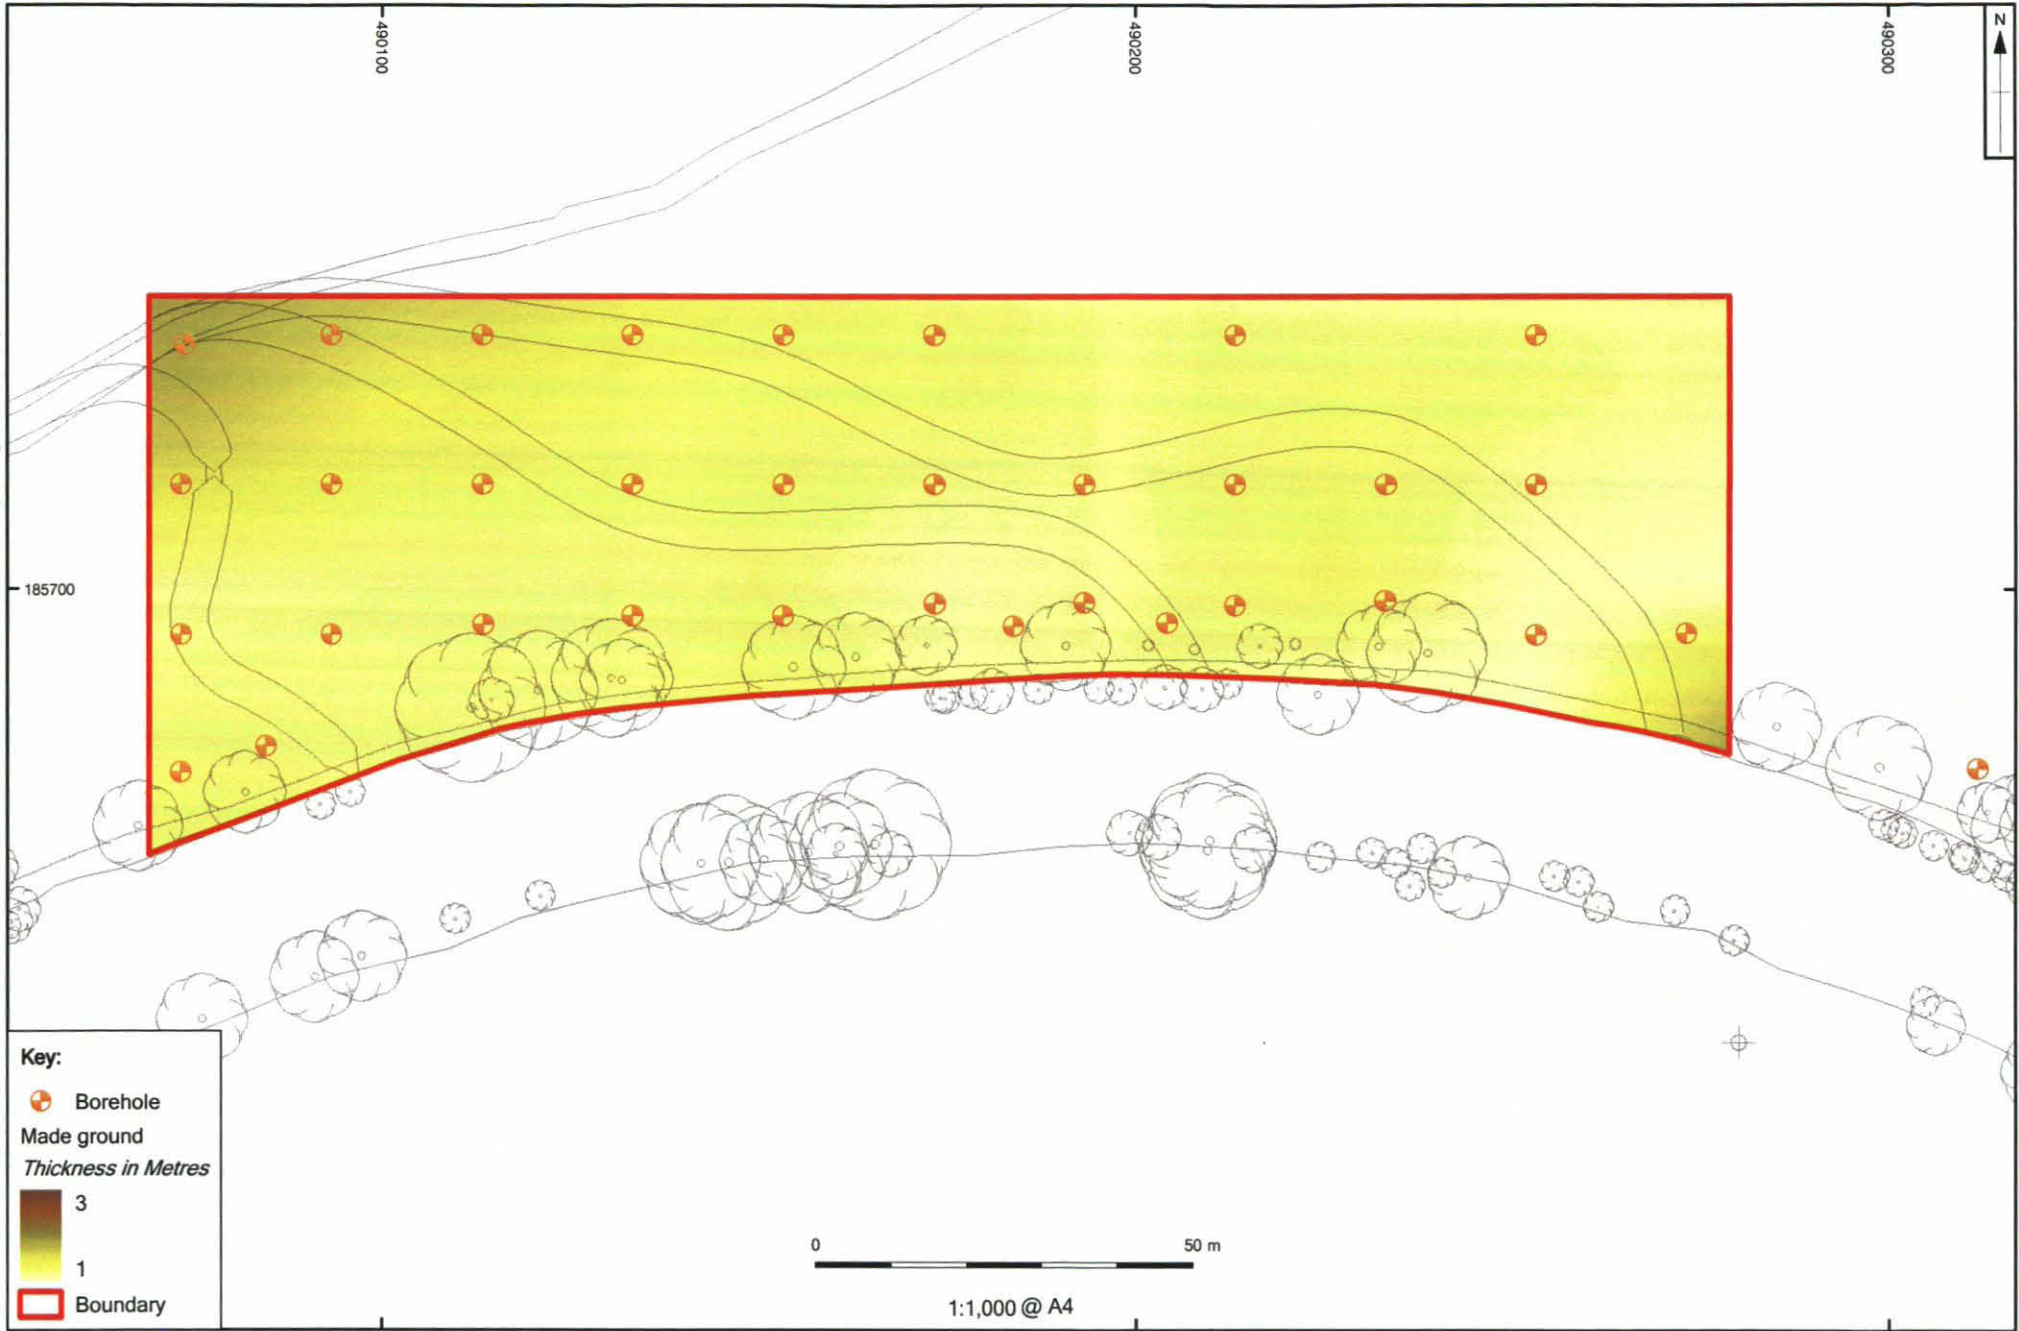 490100
490200
490300
N
185700
Key:
Borehole
Made ground
Thickness in Metres
3
1
Boundary
0 50 m
1:1,000 @ A4